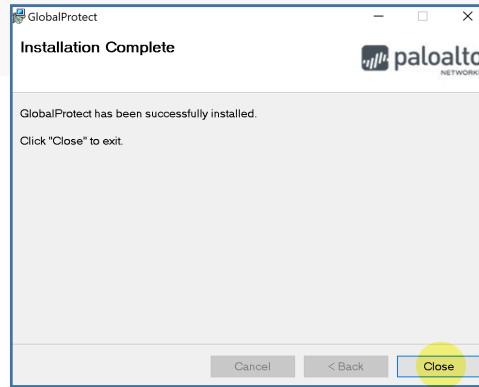 GlobalProtect
Installation Complete
paloalto
NETWORKS
GlobalProtect has been successfully installed.
Click "Close" to exit.
Cancel
< Back
Close